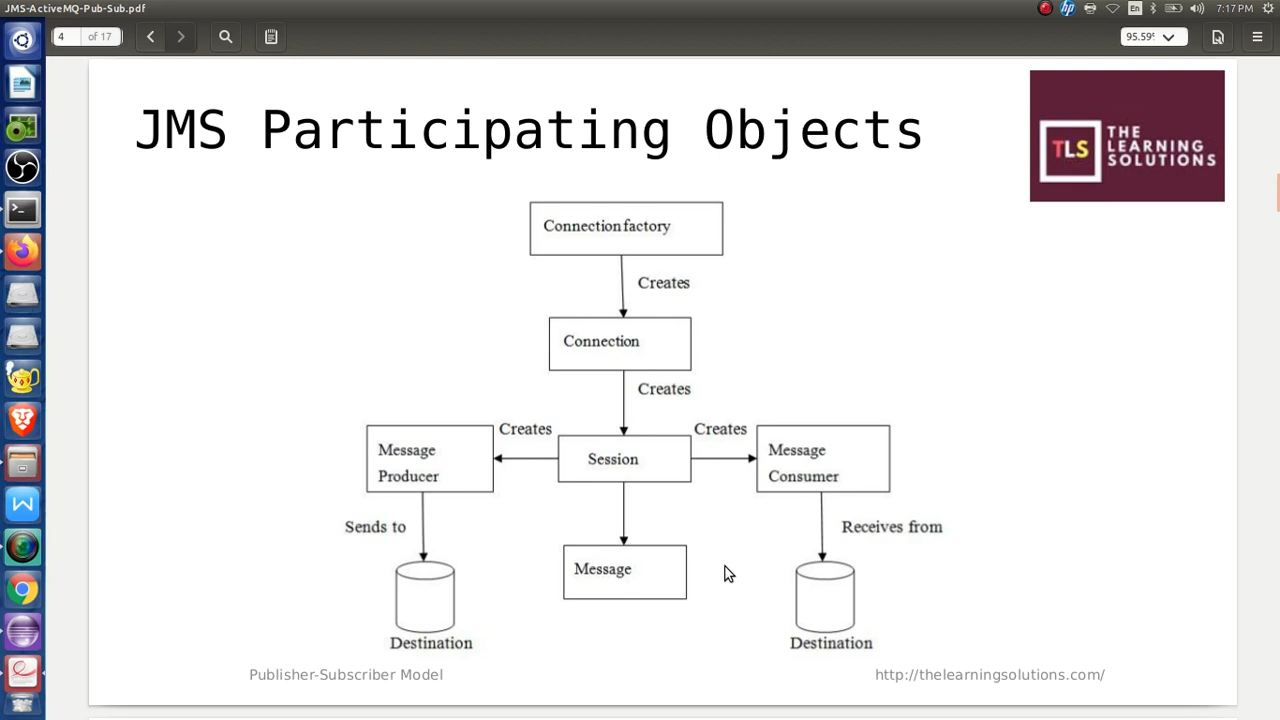 JMS-ActiveMQ-Pub-Sub.pdf
En
7:17 PM
4
of 17
95.59%
JMS Participating Objects
TLS
THE
LEARNING
SOLUTIONS
Connection factory
Creates
Connection
Creates
Creates
Creates
Message
Producer
Session
Message
Consumer
Sends to
Receives from
Message
Destination
Destination
Publisher-Subscriber Model
http://thelearningsolutions.com/